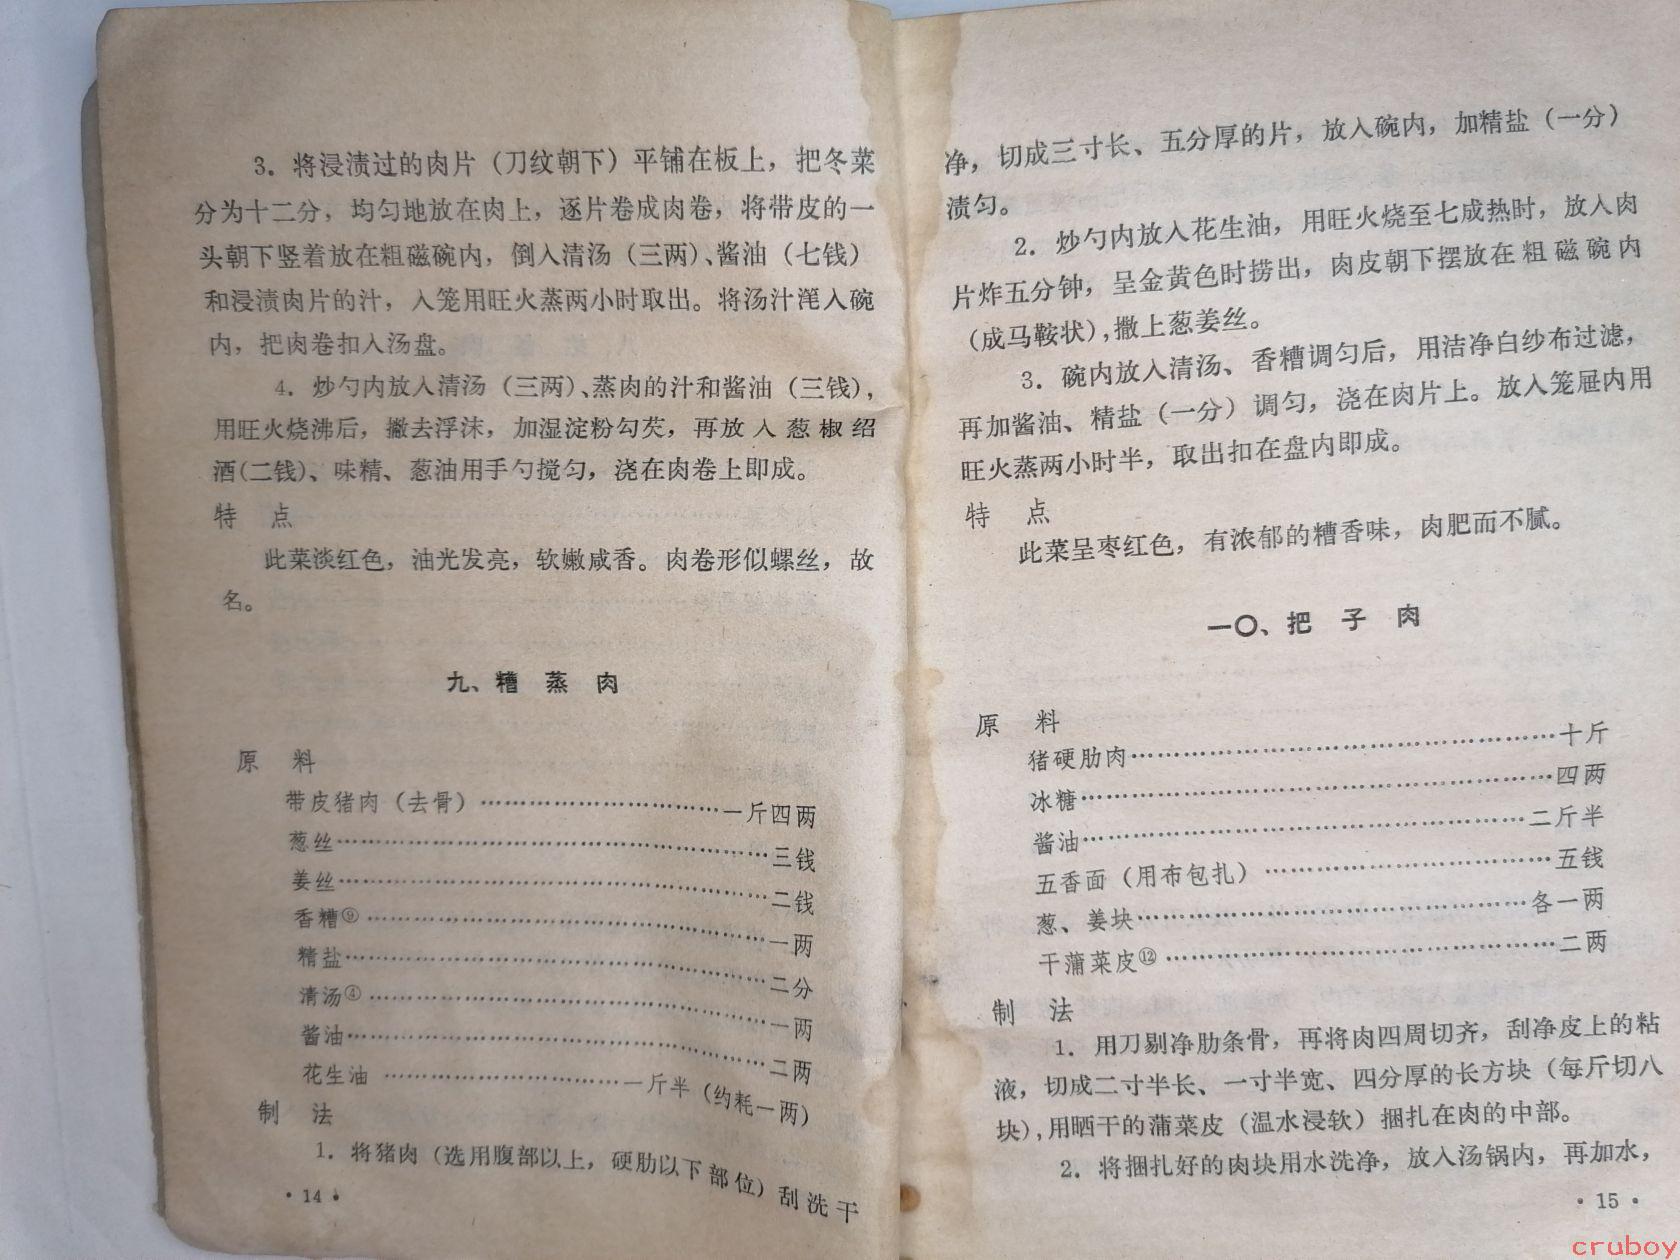 3．将浸渍过的肉片（刀纹朝下）平铺在板上，把冬菜
分为十二分，均匀地放在肉上，逐片卷成肉卷，将带皮的一
头朝下竖着放在粗磁碗内，倒入清汤（三两）、酱油（七钱）
和浸渍肉片的汁，入笼用旺火蒸两小时取出。将汤汁滗入碗
内，把肉卷扣入汤盘。
4．炒勺内放入清汤（三两）、蒸肉的汁和酱油（三钱），
用旺火烧沸后，撇去浮沫，加湿淀粉勾芡，再放入葱椒绍
酒(二钱)、味精、葱油用手勺搅匀，浇在肉卷上即成。
特　点
此菜淡红色，油光发亮，软嫩咸香。肉卷形似螺丝，故
名。
九、糟蒸肉
原　料
带皮猪肉（去骨）……………………一斤四两
葱丝……………………………………三钱
姜丝……………………………………二钱
香糟⑨…………………………………一两
精盐……………………………………二分
清汤④…………………………………一两
酱油……………………………………二两
花生油……………………一斤半（约耗一两）
制　法
1．将猪肉（选用腹部以上，硬肋以下部位）刮洗干
·14·
净，切成三寸长、五分厚的片，放入碗内，加精盐（一分）
渍匀。
2．炒勺内放入花生油，用旺火烧至七成热时，放入肉
片炸五分钟，呈金黄色时捞出，肉皮朝下摆放在粗磁碗内
（成马鞍状），撒上葱姜丝。
3．碗内放入清汤、香糟调匀后，用洁净白纱布过滤，
再加酱油、精盐（一分）调匀，浇在肉片上。放入笼屉内用
旺火蒸两小时半，取出扣在盘内即成。
特　点
此菜呈枣红色，有浓郁的糟香味，肉肥而不腻。
一〇、把子肉
原　料
猪硬肋肉……………………………………十斤
冰糖…………………………………………四两
酱油………………………………………二斤半
五香面（用布包扎）………………………五钱
葱、姜块…………………………………各一两
干蒲菜皮⑫…………………………………二两
制　法
1．用刀剔净肋条骨，再将肉四周切齐，刮净皮上的粘
液，切成二寸半长、一寸半宽、四分厚的长方块（每斤切八
块），用晒干的蒲菜皮（温水浸软）捆扎在肉的中部。
2．将捆扎好的肉块用水洗净，放入汤锅内，再加水，
·15·
cruboy